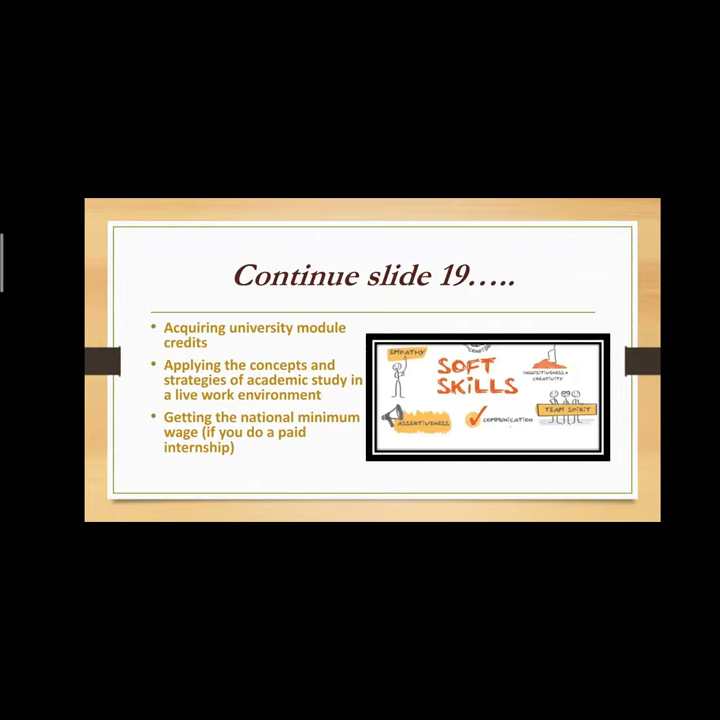 Continue slide 19.....
Acquiring university module
credits
Applying the concepts and
strategies of academic study in
a live work environment
Getting the national minimum
wage (if you do a paid
internship)
EMPATHY
SOFT
SKILLS
INQUISITIVENESS &
CREATIVITY
ASSERTIVENESS
COMMUNICATION
TEAM SPIRIT